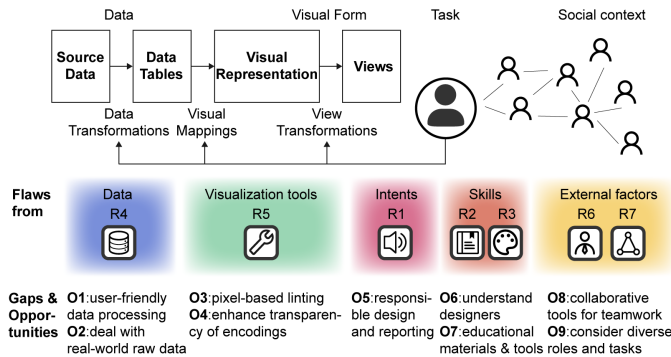 Data
Visual Form
Task
Social context
Source Data
Data Tables
Visual Representation
Views
Data Transformations
Visual Mappings
View Transformations
Flaws from
Data
Visualization tools
Intents
Skills
External factors
R4
R5
R1
R2
R3
R6
R7
Gaps & Oppor-tunities
O1:user-friendly
data processing
O2:deal with
real-world raw data
O3:pixel-based linting
O4:enhance transparen-
cy of encodings
O5:responsi-
ble design
and reporting
O6:understand
designers
O7:educational
materials & tools
O8:collaborative
tools for teamwork
O9:consider diverse
roles and tasks